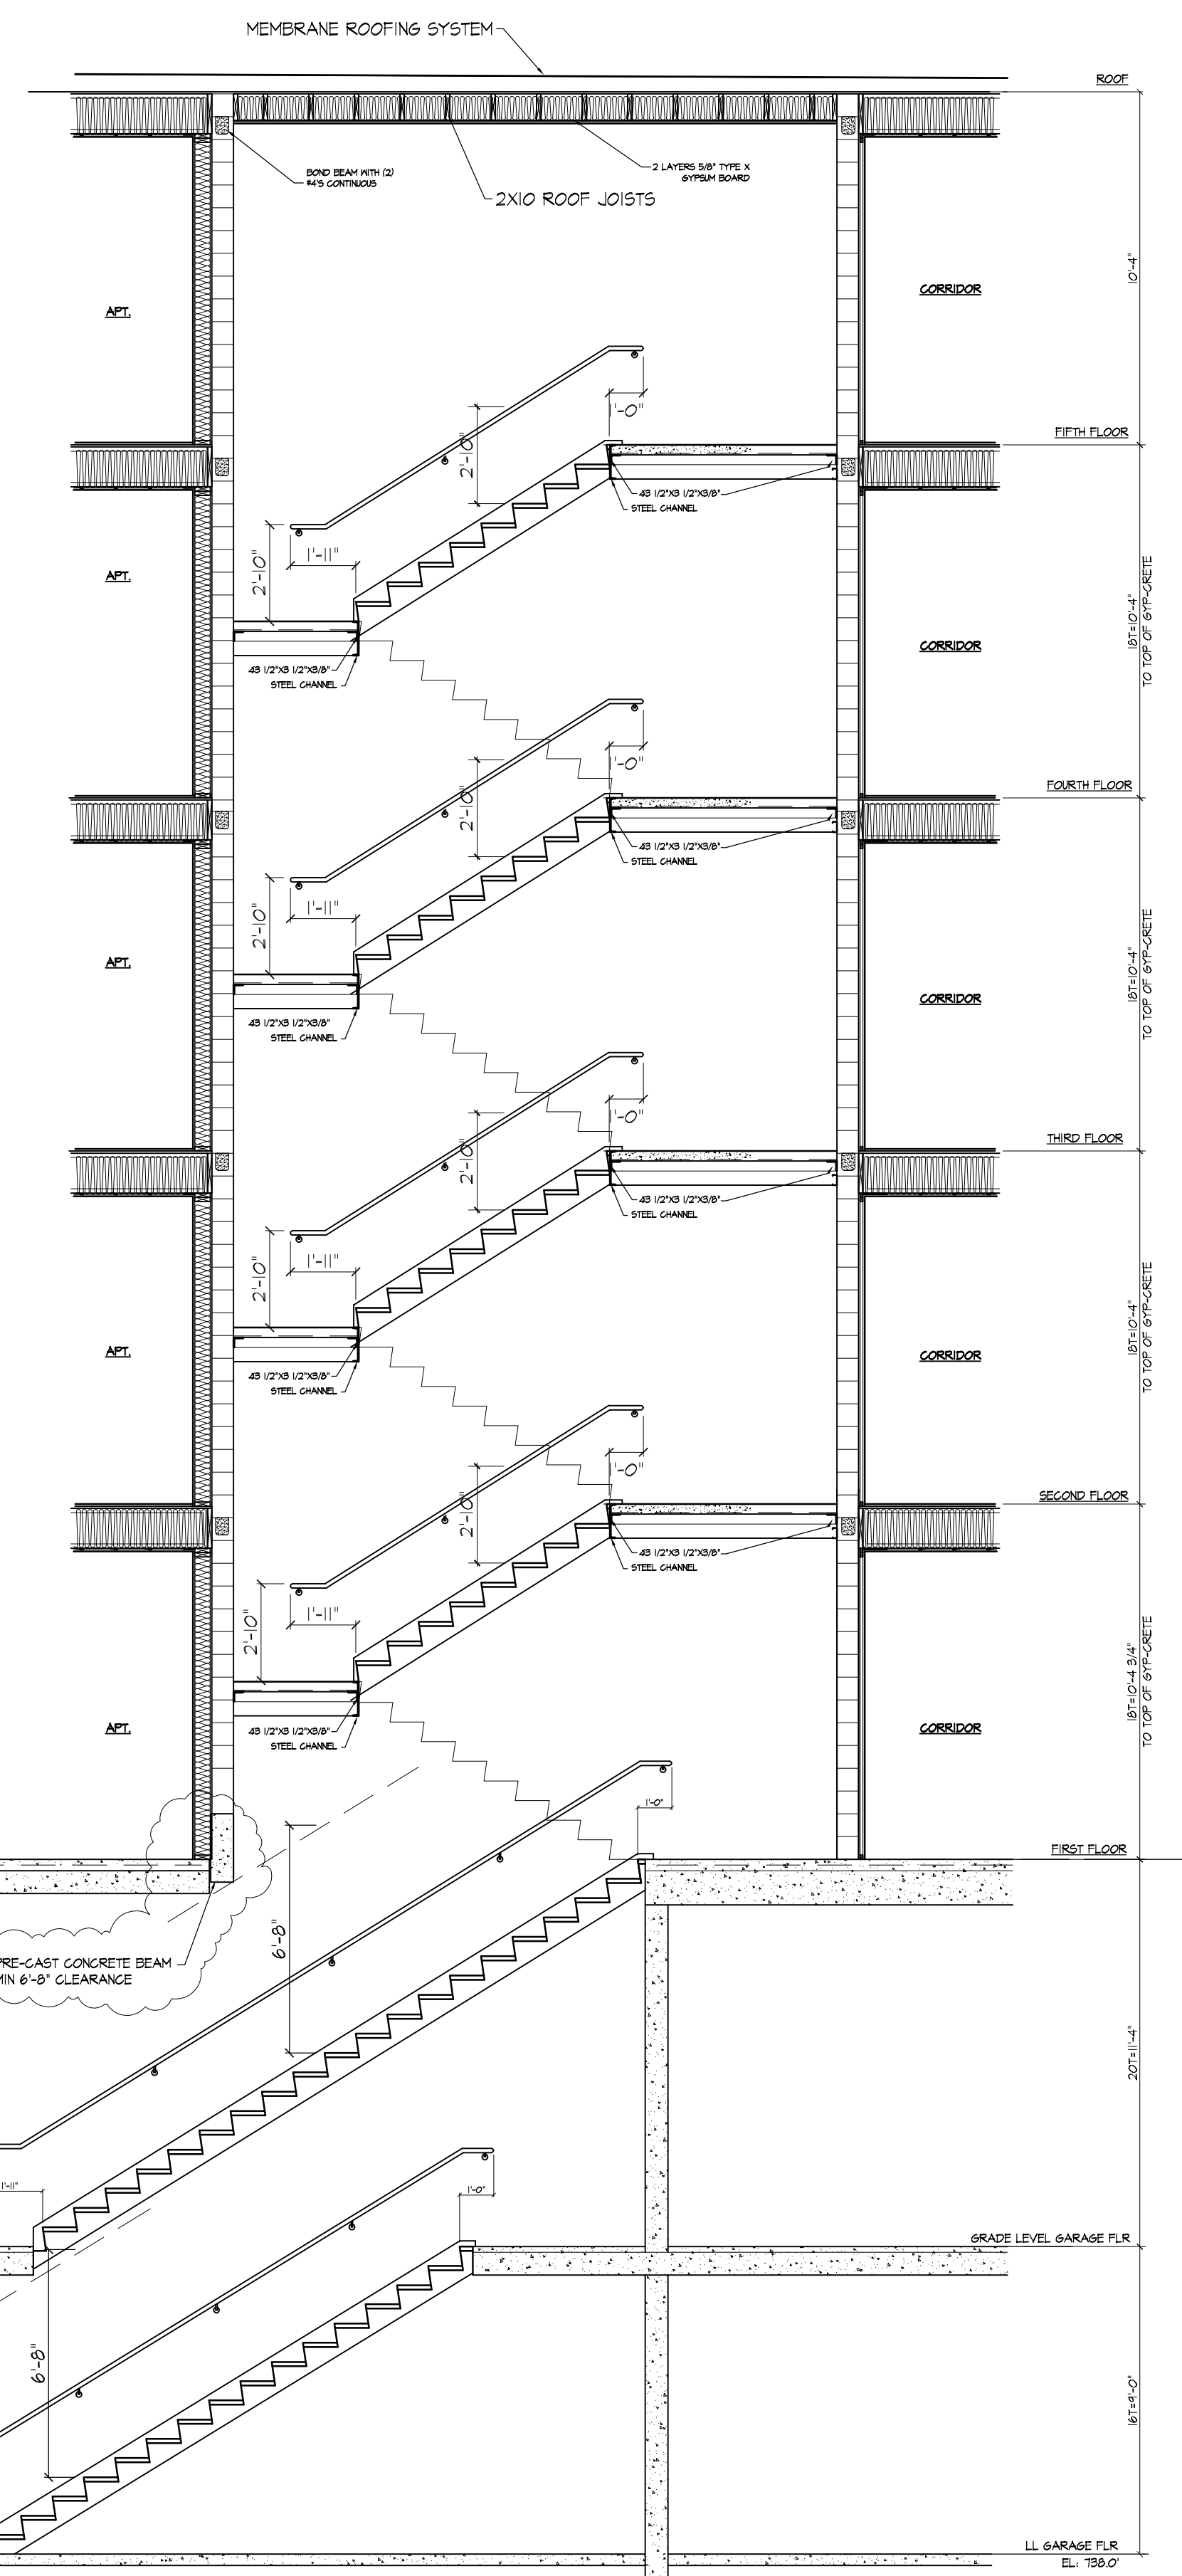 MEMBRANE ROOFING SYSTEM
ROOF
BOND BEAM WITH (2)
#4'S CONTINUOUS
2 LAYERS 5/8" TYPE X
GYPSUM BOARD
2X10 ROOF JOISTS
10'-4"
CORRIDOR
APT.
1'-0"
FIFTH FLOOR
2'-10"
43 1/2"X3 1/2"X3/8"
STEEL CHANNEL
1'-11"
2'-10"
APT.
18T=10'-4"
TO TOP OF GYP-CRETE
CORRIDOR
43 1/2"X3 1/2"X3/8"
STEEL CHANNEL
1'-0"
FOURTH FLOOR
2'-10"
43 1/2"X3 1/2"X3/8"
STEEL CHANNEL
1'-11"
2'-10"
APT.
18T=10'-4"
TO TOP OF GYP-CRETE
CORRIDOR
43 1/2"X3 1/2"X3/8"
STEEL CHANNEL
1'-0"
THIRD FLOOR
2'-10"
43 1/2"X3 1/2"X3/8"
STEEL CHANNEL
1'-11"
2'-10"
APT.
18T=10'-4"
TO TOP OF GYP-CRETE
CORRIDOR
43 1/2"X3 1/2"X3/8"
STEEL CHANNEL
1'-0"
SECOND FLOOR
2'-10"
43 1/2"X3 1/2"X3/8"
STEEL CHANNEL
1'-11"
2'-10"
18T=10'-4 3/4"
TO TOP OF GYP-CRETE
APT.
CORRIDOR
43 1/2"X3 1/2"X3/8"
STEEL CHANNEL
1'-0"
FIRST FLOOR
6'-8"
PRE-CAST CONCRETE BEAM
MIN 6'-8" CLEARANCE
20T=11'-4"
1'-11"
1'-0"
GRADE LEVEL GARAGE FLR
6'-8"
16T=9'-0"
LL GARAGE FLR
EL: 738.0'